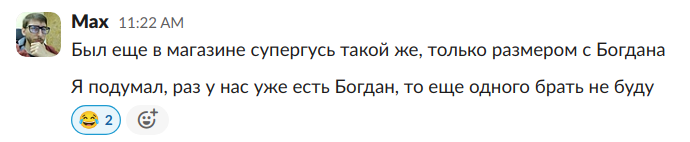 Max 11:22 AM
Был еще в магазине супергусь такой же, только размером с Богдана
Я подумал, раз у нас уже есть Богдан, то еще одного брать не буду
😂 2